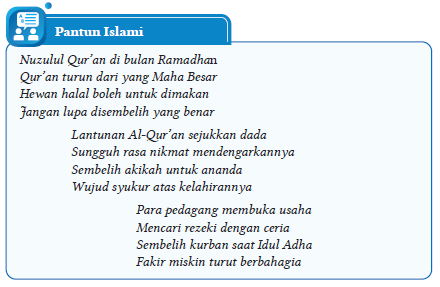 Pantun Islami
Nuzulul Qur'an di bulan Ramadhan
Qur'an turun dari yang Maha Besar
Hewan halal boleh untuk dimakan
Jangan lupa disembelih yang benar
Lantunan Al-Qur'an sejukkan dada
Sungguh rasa nikmat mendengarkannya
Sembelih akikah untuk ananda
Wujud syukur atas kelahirannya
Para pedagang membuka usaha
Mencari rezeki dengan ceria
Sembelih kurban saat Idul Adha
Fakir miskin turut berbahagia